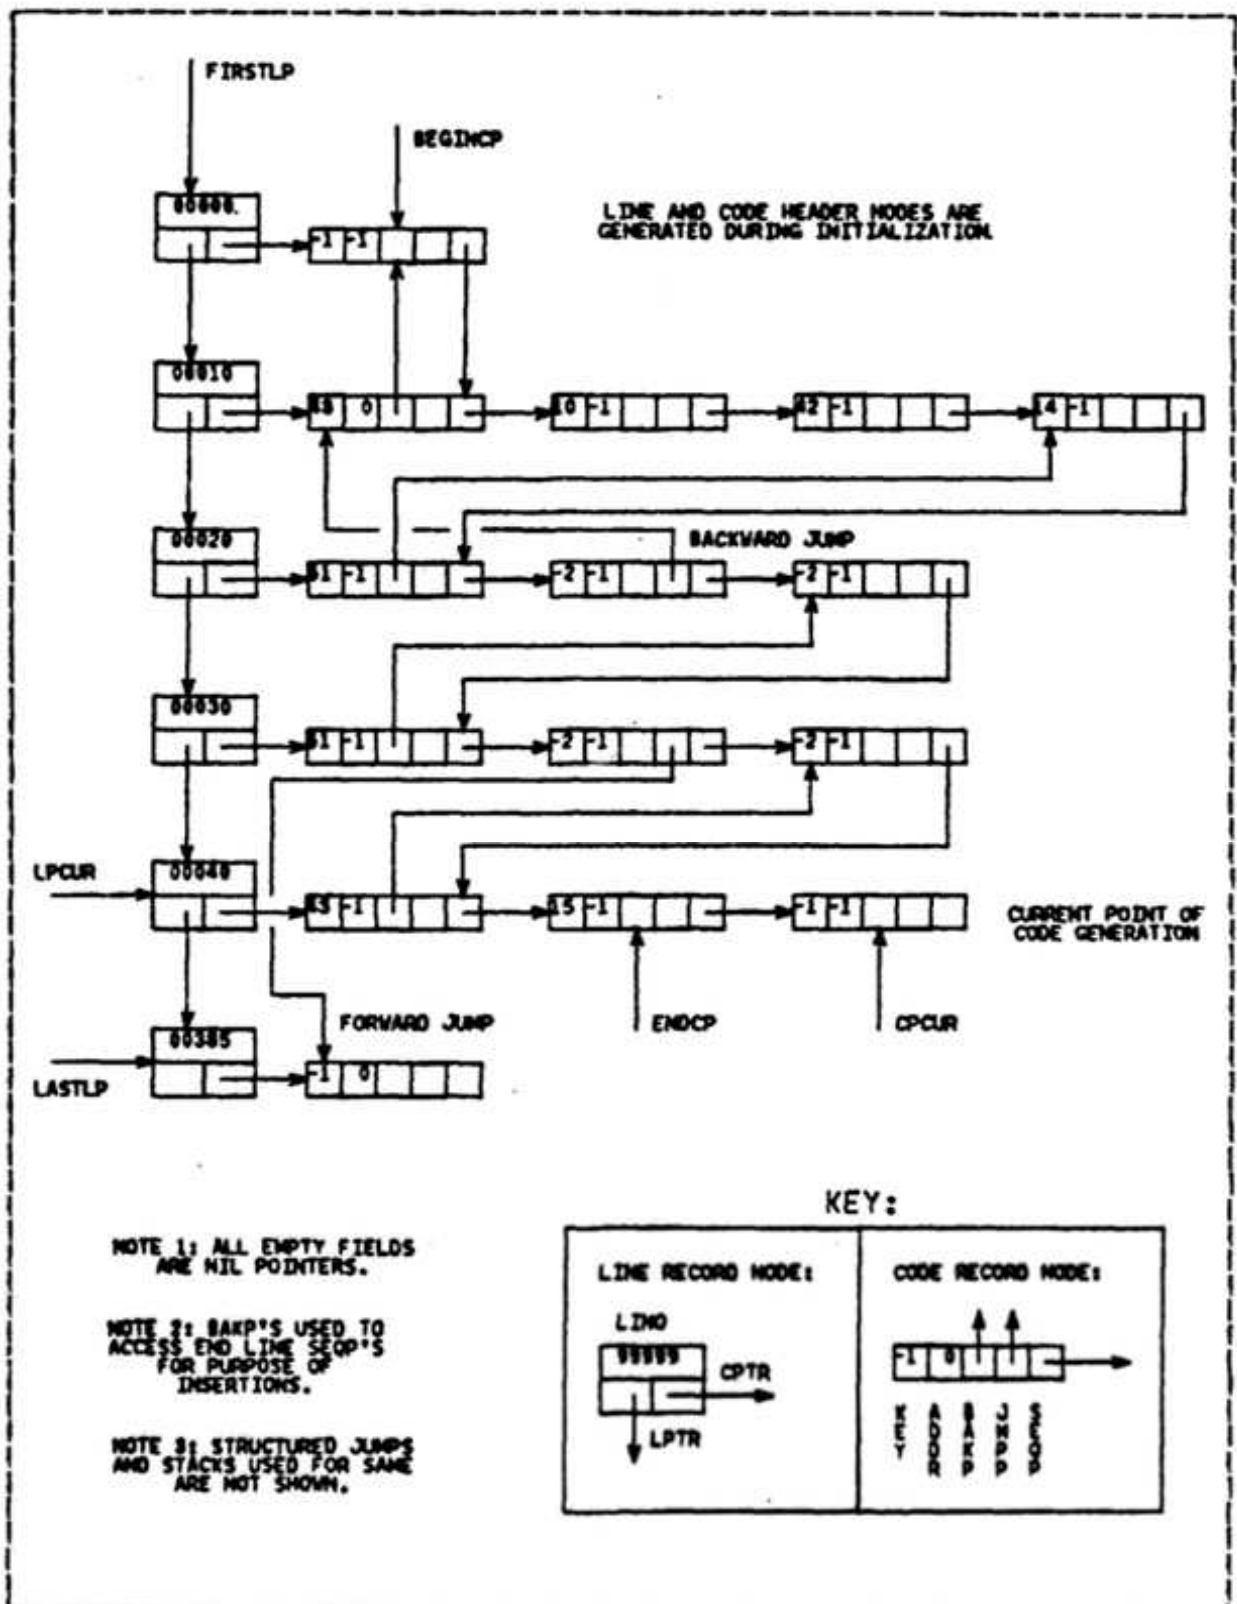 FIRSTLP
BEGINCP
00000
LINE AND CODE HEADER NODES ARE
GENERATED DURING INITIALIZATION.
-1 -1
00010
0
10 -1
42 -1
14 -1
00020
BACKWARD JUMP
-1
-2 -1
-2 -1
00030
-1
-2 -1
-2 -1
LPCUR
00040
-1
15 -1
-1 -1
CURRENT POINT OF
CODE GENERATION
FORWARD JUMP
ENDCP
CPCUR
LASTLP
-1 0
KEY:
NOTE 1: ALL EMPTY FIELDS
ARE NIL POINTERS.
LINE RECORD NODE:
CODE RECORD NODE:
NOTE 2: BAKP'S USED TO
ACCESS END LINE SEQP'S
FOR PURPOSE OF
INSERTIONS.
LINO
99999
CPTR
LPTR
-1 0
KEY
ADDR
BAKP
JMPP
SEQP
NOTE 3: STRUCTURED JUMPS
AND STACKS USED FOR SAME
ARE NOT SHOWN.